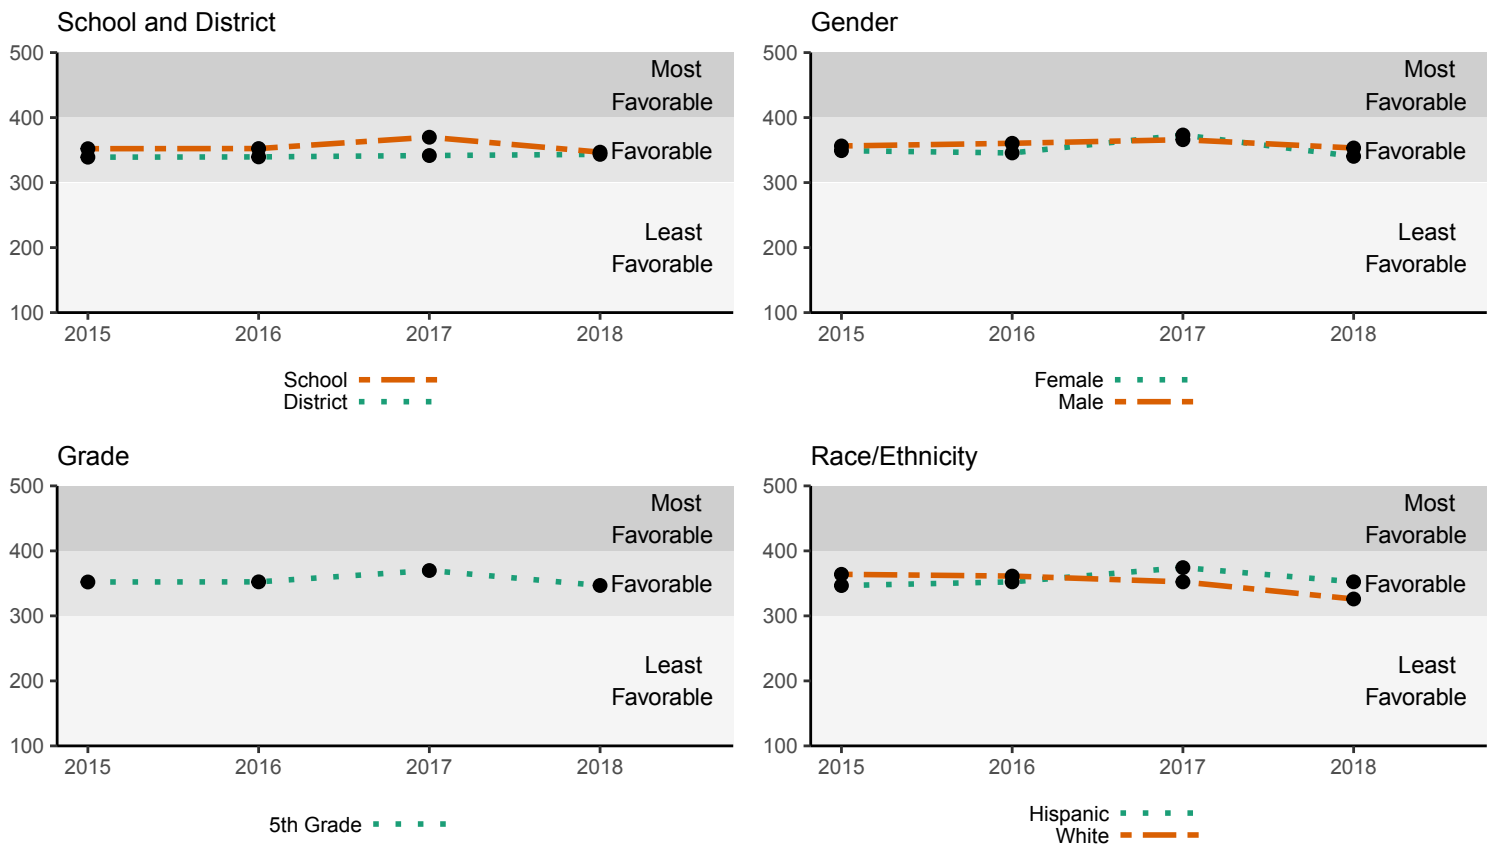 School and District
500
400
300
200
100
Most
Favorable
Favorable
Least
Favorable
2015 2016 2017 2018
School
District
Gender
500
400
300
200
100
Most
Favorable
Favorable
Least
Favorable
2015 2016 2017 2018
Female
Male
Grade
500
400
300
200
100
Most
Favorable
Favorable
Least
Favorable
2015 2016 2017 2018
5th Grade
Race/Ethnicity
500
400
300
200
100
Most
Favorable
Favorable
Least
Favorable
2015 2016 2017 2018
Hispanic
White